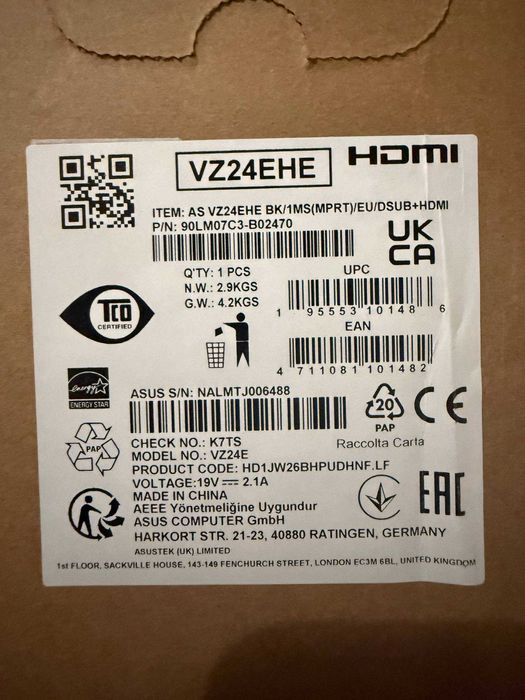 VZ24EHE
HDMI
ITEM: AS VZ24EHE BK/1MS(MPRT)/EU/DSUB+HDMI
P/N: 90LM07C3-B02470
UK
CA
Q'TY: 1 PCS
N.W.: 2.9KGS
G.W.: 4.2KGS
UPC
1 95553 10148 6
EAN
4 711081 101482
TCO
CERTIFIED
energy
ENERGY STAR
ASUS S/N: NALMTJ006488
20
PAP
CE
Raccolta Carta
PAP
CHECK NO.: K7TS
MODEL NO.: VZ24E
PRODUCT CODE: HD1JW26BHPUDHNF.LF
VOLTAGE:19V ⎓ 2.1A
MADE IN CHINA
AEEE Yönetmeliğine Uygundur
ASUS COMPUTER GmbH
HARKORT STR. 21-23, 40880 RATINGEN, GERMANY
EAC
ASUSTEK (UK) LIMITED
1st FLOOR, SACKVILLE HOUSE, 143-149 FENCHURCH STREET, LONDON EC3M 6BL, UNITED KINGDOM